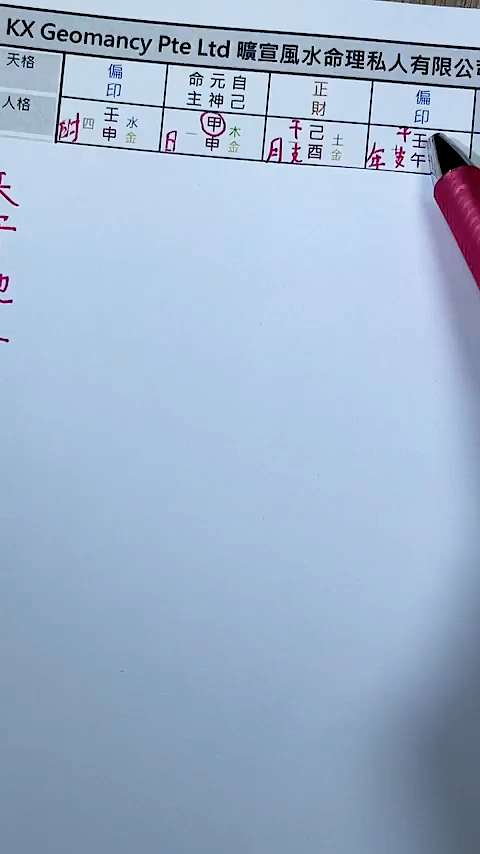 KX Geomancy Pte Ltd 曠宣風水命理私人有限公司
天格
偏印
命主 元神 自己
正財
偏印
人格
時 四 壬申 水金
日 一 甲申 木金
月 干支 己酉 土金
年 干支 壬午